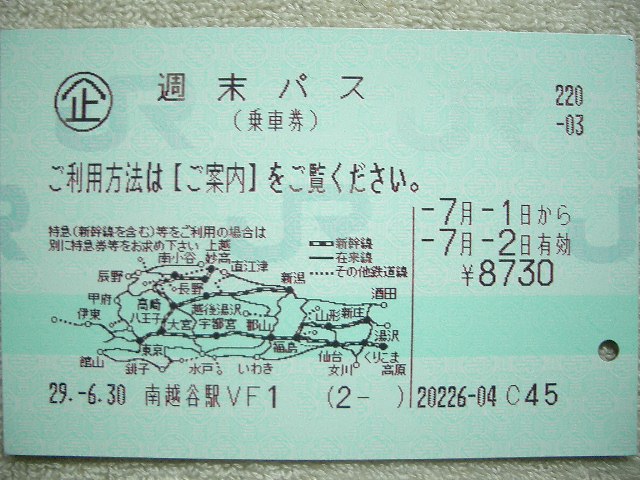 企 週末パス 220
(乗車券) -03
ご利用方法は【ご案内】をご覧ください。
-7月-1日から
-7月-2日有効
¥8730
特急(新幹線を含む)等をご利用の場合は
別に特急券等をお求め下さい
上越妙高
南小谷
直江津
辰野
長野
新潟
新幹線
在来線
その他鉄道線
甲府
高崎
越後湯沢
山形
新庄
酒田
伊東
八王子
大宮
宇都宮
郡山
福島
湯沢
東京
仙台
くりこま高原
館山
銚子
水戸
いわき
女川
29.-6.30 南越谷駅VF1 (2- ) 20226-04 C45